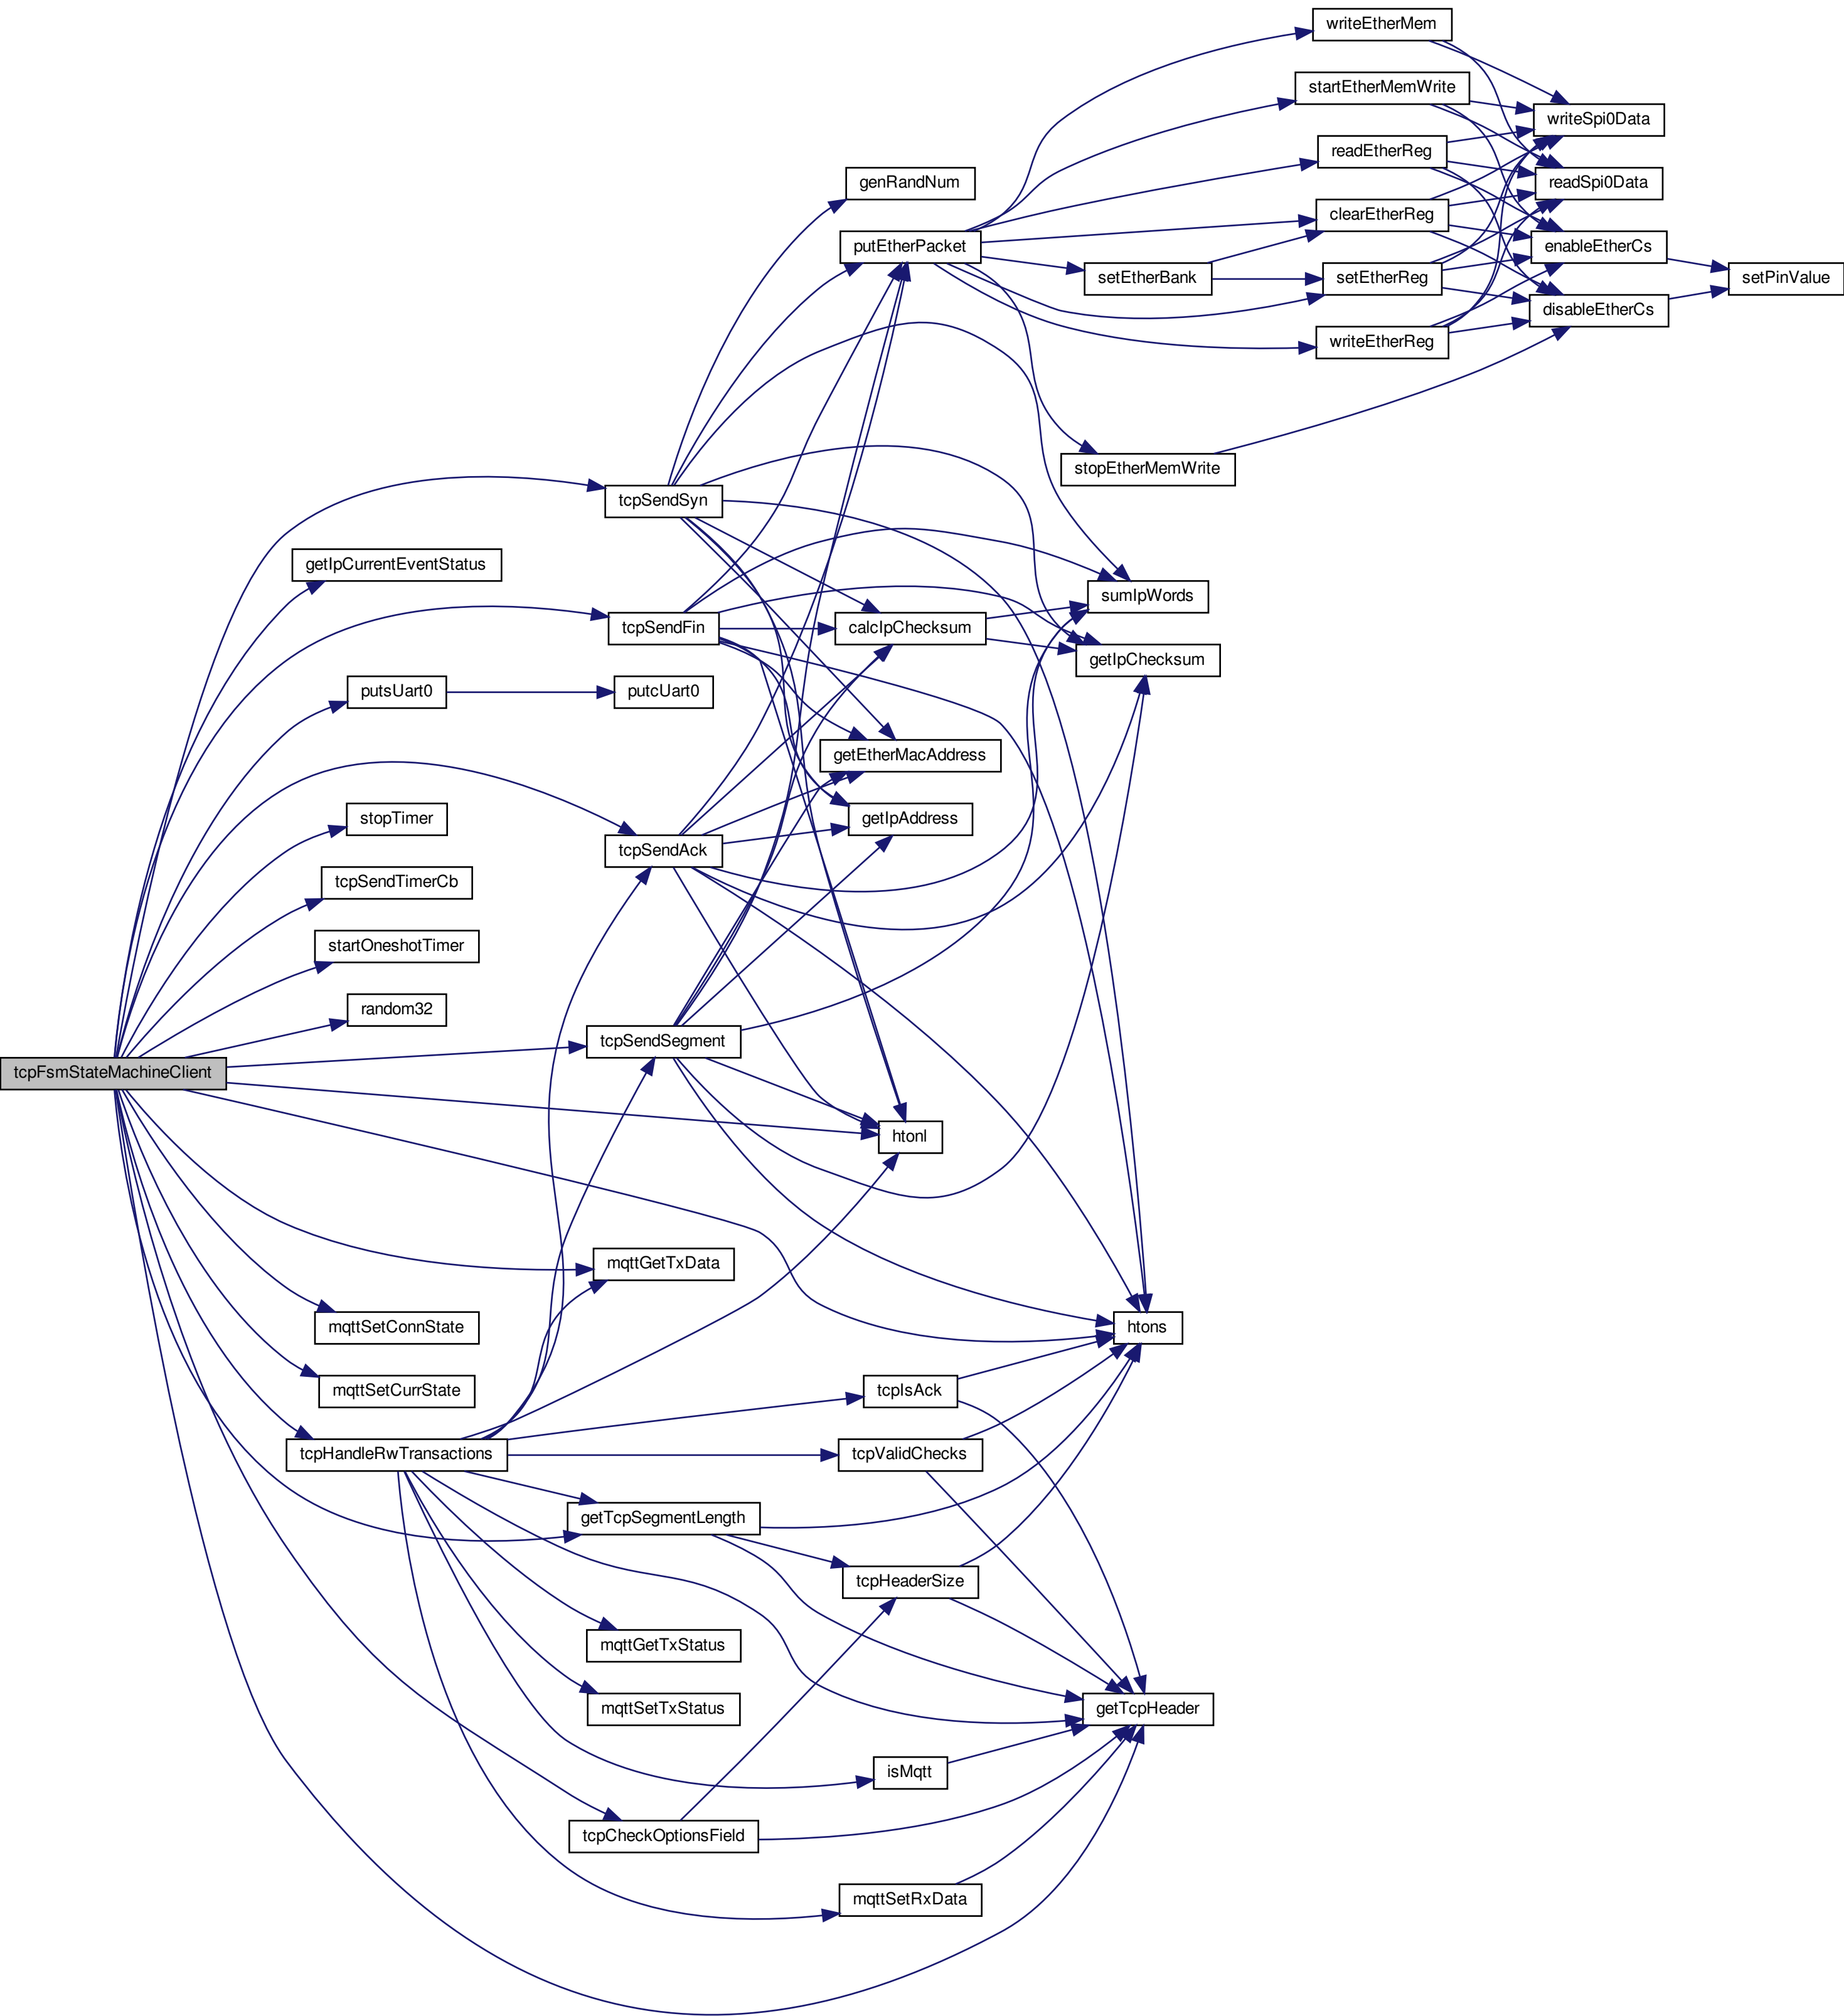 writeEtherMem
startEtherMemWrite
writeSpi0Data
readEtherReg
genRandNum
readSpi0Data
clearEtherReg
putEtherPacket
enableEtherCs
setEtherBank
setEtherReg
setPinValue
disableEtherCs
writeEtherReg
stopEtherMemWrite
tcpSendSyn
getIpCurrentEventStatus
sumIpWords
tcpSendFin
calcIpChecksum
getIpChecksum
putsUart0
putcUart0
getEtherMacAddress
stopTimer
getIpAddress
tcpSendAck
tcpSendTimerCb
startOneshotTimer
random32
tcpSendSegment
tcpFsmStateMachineClient
htonl
mqttGetTxData
mqttSetConnState
htons
mqttSetCurrState
tcpIsAck
tcpHandleRwTransactions
tcpValidChecks
getTcpSegmentLength
tcpHeaderSize
mqttGetTxStatus
mqttSetTxStatus
getTcpHeader
isMqtt
tcpCheckOptionsField
mqttSetRxData